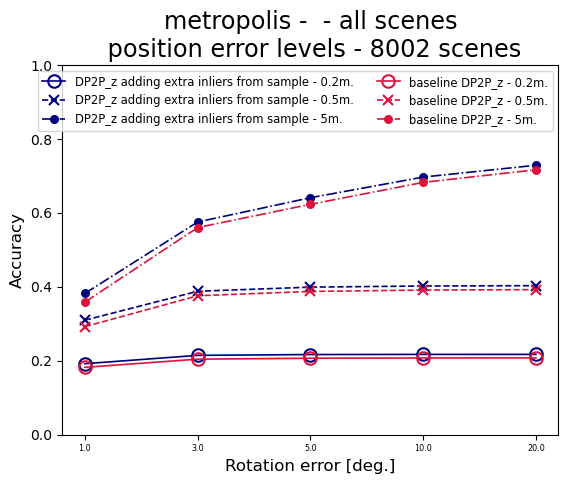 metropolis -  - all scenes
position error levels - 8002 scenes
DP2P_z adding extra inliers from sample - 0.2m.
DP2P_z adding extra inliers from sample - 0.5m.
DP2P_z adding extra inliers from sample - 5m.
baseline DP2P_z - 0.2m.
baseline DP2P_z - 0.5m.
baseline DP2P_z - 5m.
Accuracy
1.0
0.8
0.6
0.4
0.2
0.0
1.0
3.0
5.0
10.0
20.0
Rotation error [deg.]